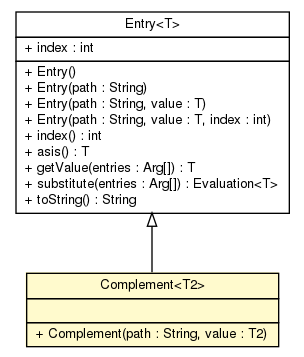 Entry<T>
+ index : int
+ Entry()
+ Entry(path : String)
+ Entry(path : String, value : T)
+ Entry(path : String, value : T, index : int)
+ index() : int
+ asis() : T
+ getValue(entries : Arg[]) : T
+ substitute(entries : Arg[]) : Evaluation<T>
+ toString() : String
Complement<T2>
+ Complement(path : String, value : T2)